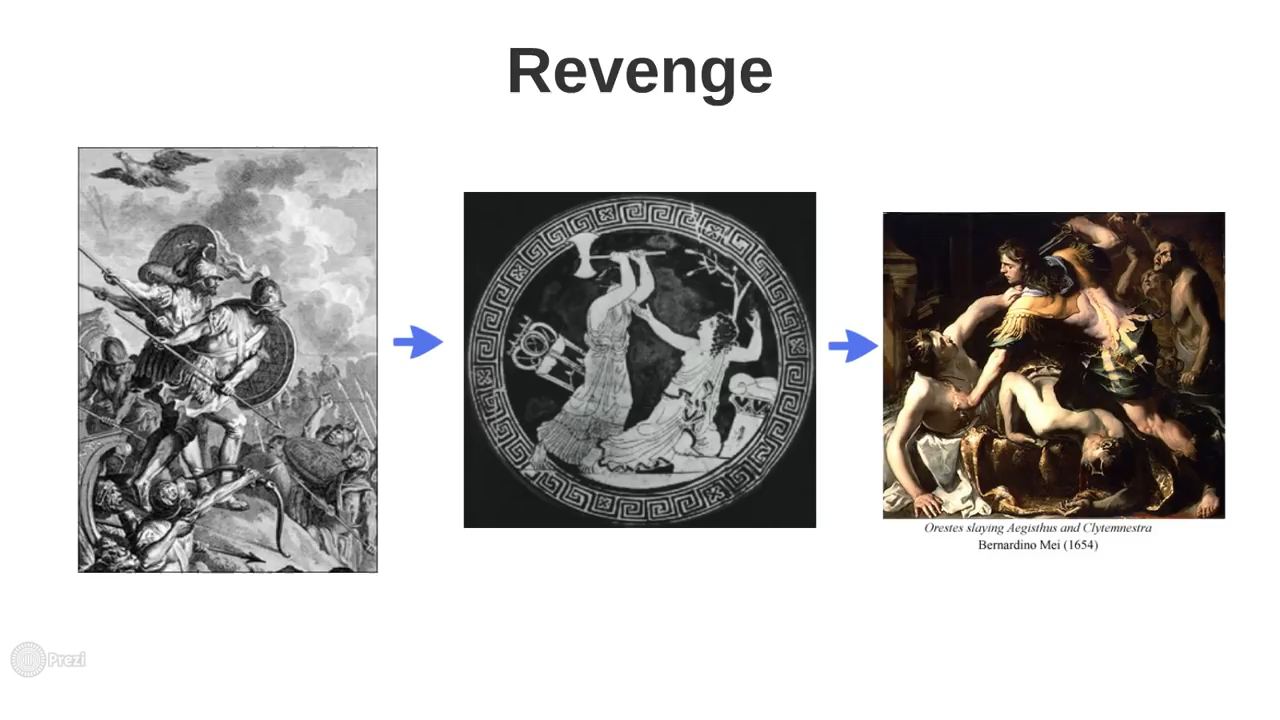 Revenge
Orestes slaying Aegisthus and Clytemnestra
Bernardino Mei (1654)
Prezi